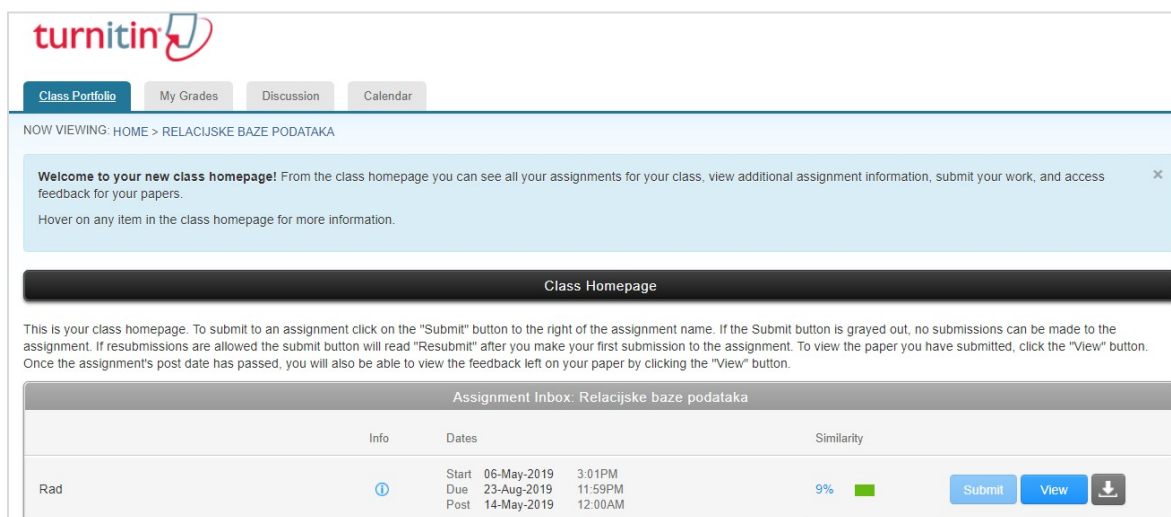 turnitin
Class Portfolio My Grades Discussion Calendar
NOW VIEWING: HOME > RELACIJSKE BAZE PODATAKA
Welcome to your new class homepage! From the class homepage you can see all your assignments for your class, view additional assignment information, submit your work, and access
feedback for your papers.
Hover on any item in the class homepage for more information.
Class Homepage
This is your class homepage. To submit to an assignment click on the "Submit" button to the right of the assignment name. If the Submit button is grayed out, no submissions can be made to the
assignment. If resubmissions are allowed the submit button will read "Resubmit" after you make your first submission to the assignment. To view the paper you have submitted, click the "View" button.
Once the assignment's post date has passed, you will also be able to view the feedback left on your paper by clicking the "View" button.
Assignment Inbox: Relacijske baze podataka
Info Dates Similarity
Start 06-May-2019 3:01PM
Rad Due 23-Aug-2019 11:59PM 9% Submit View
Post 14-May-2019 12:00AM